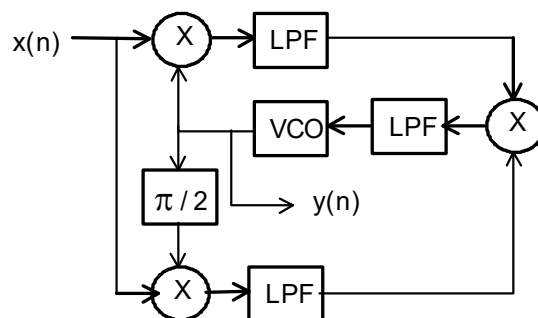 x(n)
X
LPF
VCO
LPF
X
π / 2
y(n)
X
LPF